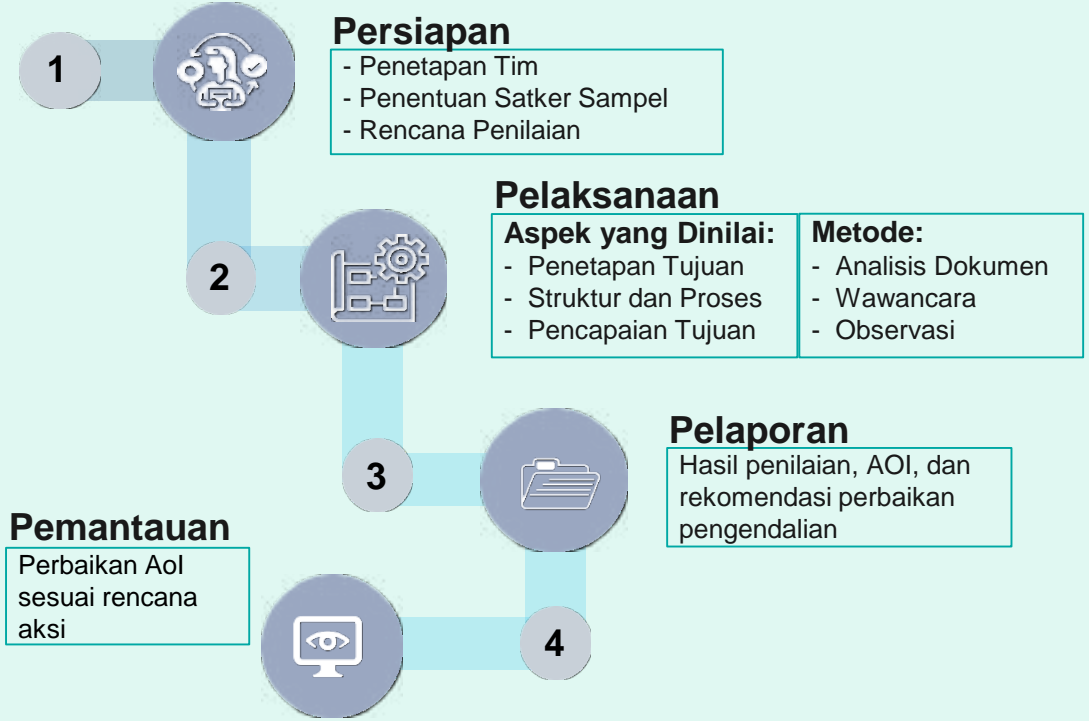 1
Persiapan
- Penetapan Tim
- Penentuan Satker Sampel
- Rencana Penilaian
2
Pelaksanaan
Aspek yang Dinilai:
- Penetapan Tujuan
- Struktur dan Proses
- Pencapaian Tujuan
Metode:
- Analisis Dokumen
- Wawancara
- Observasi
3
Pelaporan
Hasil penilaian, AOI, dan
rekomendasi perbaikan
pengendalian
4
Pemantauan
Perbaikan AoI
sesuai rencana
aksi